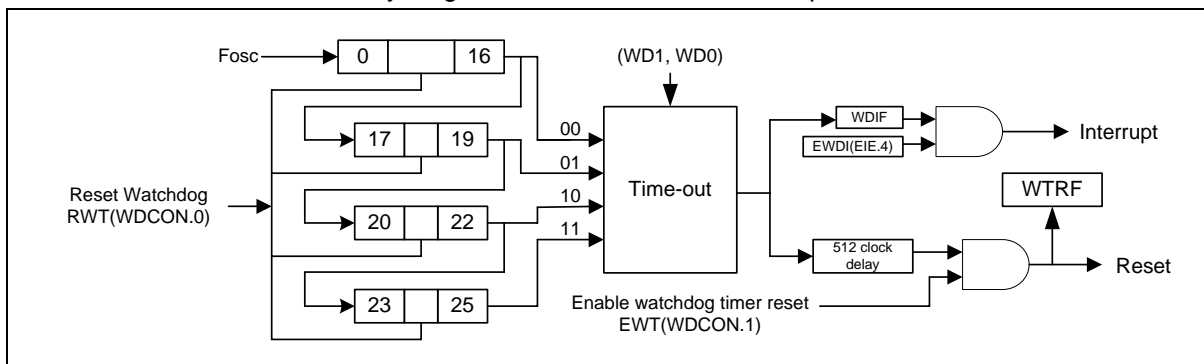 Fosc
0 16
(WD1, WD0)
17 19
00
01
10
11
Time-out
WDIF
EWDI(EIE.4)
Interrupt
Reset Watchdog
RWT(WDCON.0)
20 22
WTRF
512 clock
delay
Reset
23 25
Enable watchdog timer reset
EWT(WDCON.1)